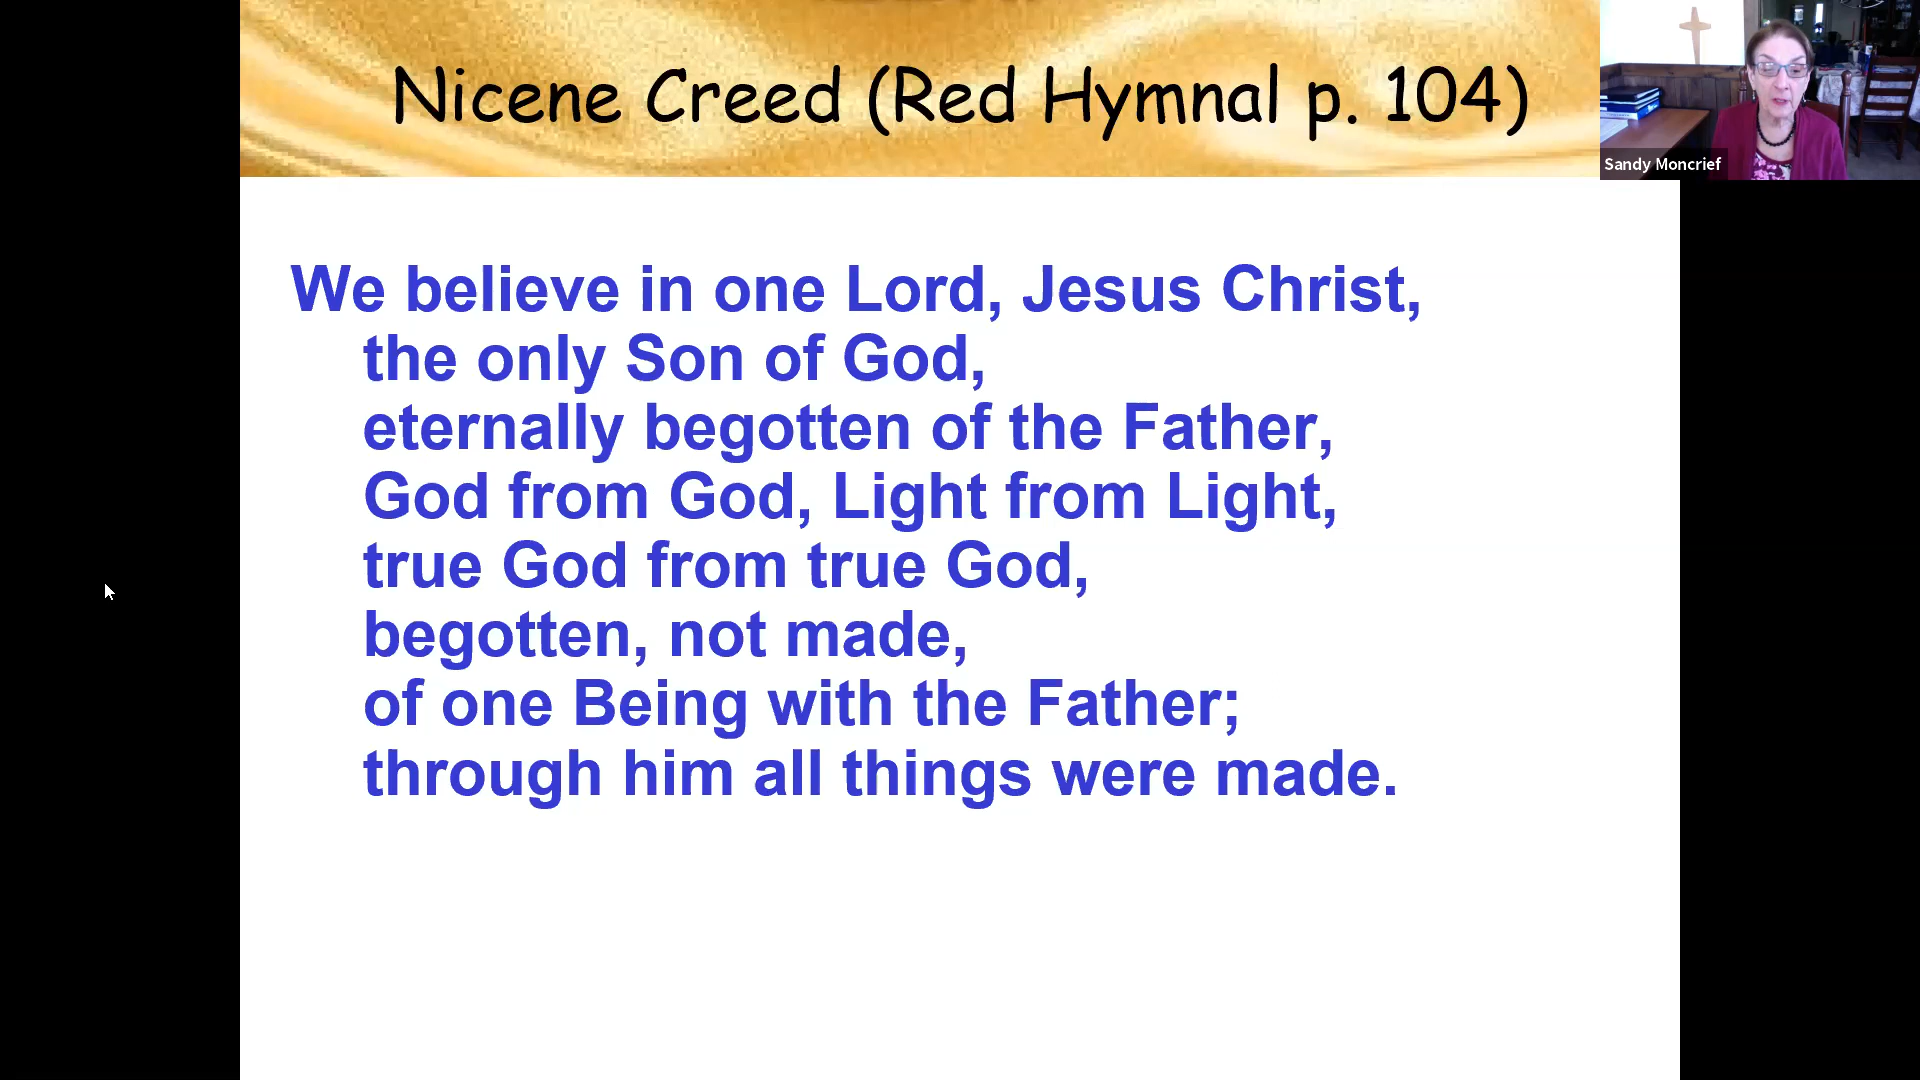 Nicene Creed (Red Hymnal p. 104)
Sandy Moncrief
We believe in one Lord, Jesus Christ,
the only Son of God,
eternally begotten of the Father,
God from God, Light from Light,
true God from true God,
begotten, not made,
of one Being with the Father;
through him all things were made.